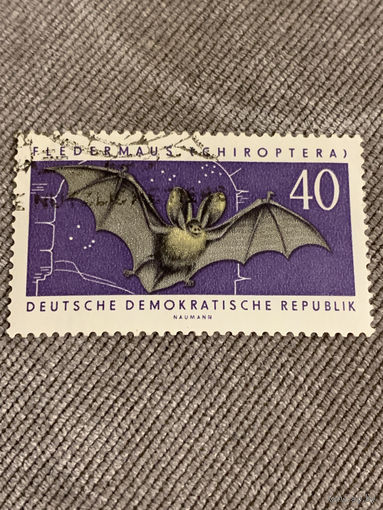 FLEDERMAUS (CHIROPTERA)
40
DEUTSCHE DEMOKRATISCHE REPUBLIK
NAUMANN